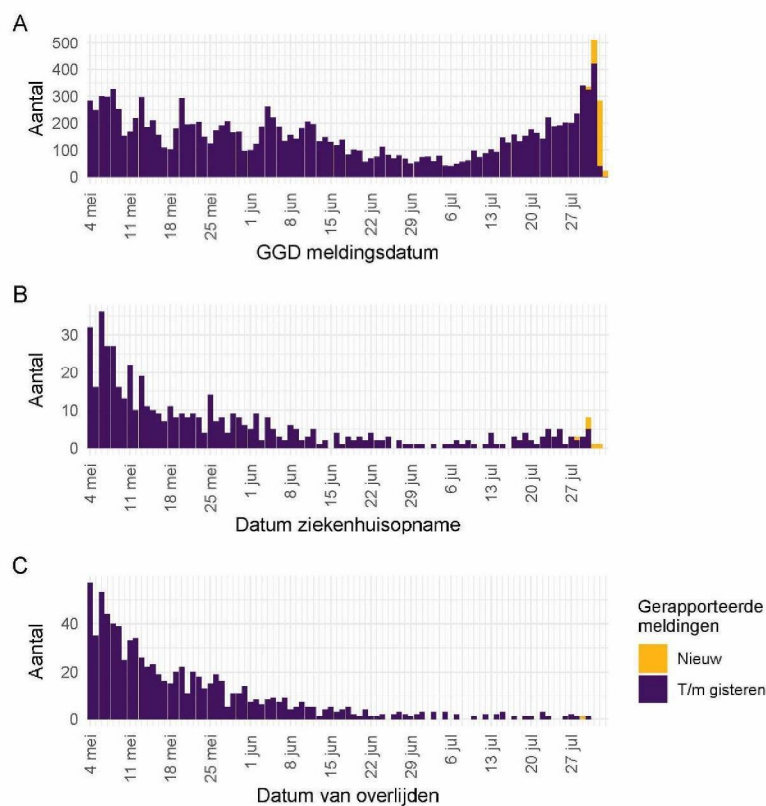 A
Aantal
500
400
300
200
100
0
4 mei
11 mei
18 mei
25 mei
1 jun
8 jun
15 jun
22 jun
29 jun
6 jul
13 jul
20 jul
27 jul
GGD meldingsdatum
B
Aantal
30
20
10
0
4 mei
11 mei
18 mei
25 mei
1 jun
8 jun
15 jun
22 jun
29 jun
6 jul
13 jul
20 jul
27 jul
Datum ziekenhuisopname
C
Aantal
40
20
0
4 mei
11 mei
18 mei
25 mei
1 jun
8 jun
15 jun
22 jun
29 jun
6 jul
13 jul
20 jul
27 jul
Datum van overlijden
Gerapporteerde
meldingen
Nieuw
T/m gisteren